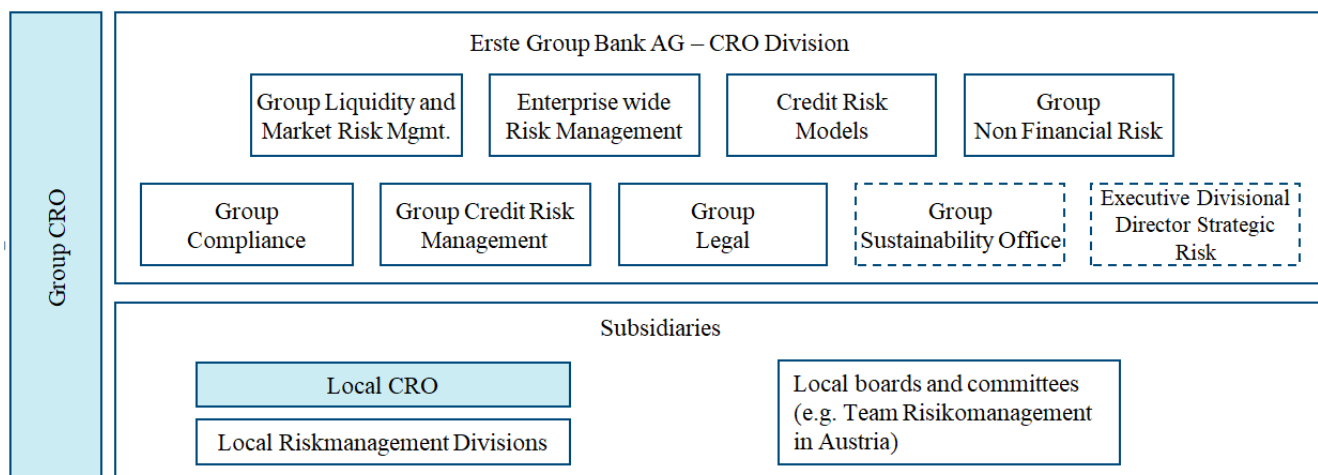 Group CRO
Erste Group Bank AG – CRO Division
Group Liquidity and
Market Risk Mgmt.
Enterprise wide
Risk Management
Credit Risk
Models
Group
Non Financial Risk
Group
Compliance
Group Credit Risk
Management
Group
Legal
Group
Sustainability Office
Executive Divisional
Director Strategic
Risk
Subsidiaries
Local CRO
Local Riskmanagement Divisions
Local boards and committees
(e.g. Team Risikomanagement
in Austria)